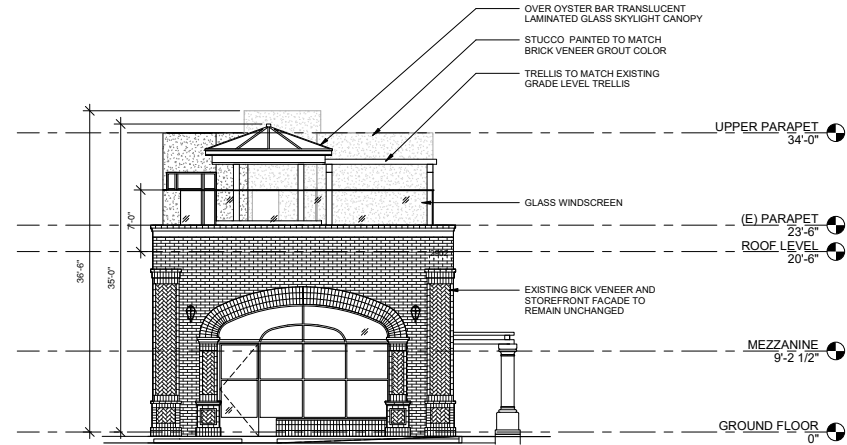 OVER OYSTER BAR TRANSLUCENT
LAMINATED GLASS SKYLIGHT CANOPY
STUCCO PAINTED TO MATCH
BRICK VENEER GROUT COLOR
TRELLIS TO MATCH EXISTING
GRADE LEVEL TRELLIS
UPPER PARAPET
34'-0"
GLASS WINDSCREEN
(E) PARAPET
23'-6"
ROOF LEVEL
20'-6"
7'-0"
36'-6"
35'-0"
EXISTING BICK VENEER AND
STOREFRONT FACADE TO
REMAIN UNCHANGED
MEZZANINE
9'-2 1/2"
GROUND FLOOR
0"